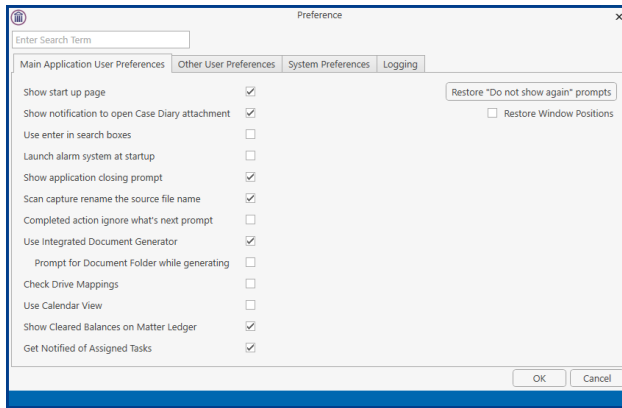 Preference
Enter Search Term
Main Application User Preferences Other User Preferences System Preferences Logging
Show start up page Restore "Do not show again" prompts
Show notification to open Case Diary attachment Restore Window Positions
Use enter in search boxes
Launch alarm system at startup
Show application closing prompt
Scan capture rename the source file name
Completed action ignore what's next prompt
Use Integrated Document Generator
Prompt for Document Folder while generating
Check Drive Mappings
Use Calendar View
Show Cleared Balances on Matter Ledger
Get Notified of Assigned Tasks
OK Cancel